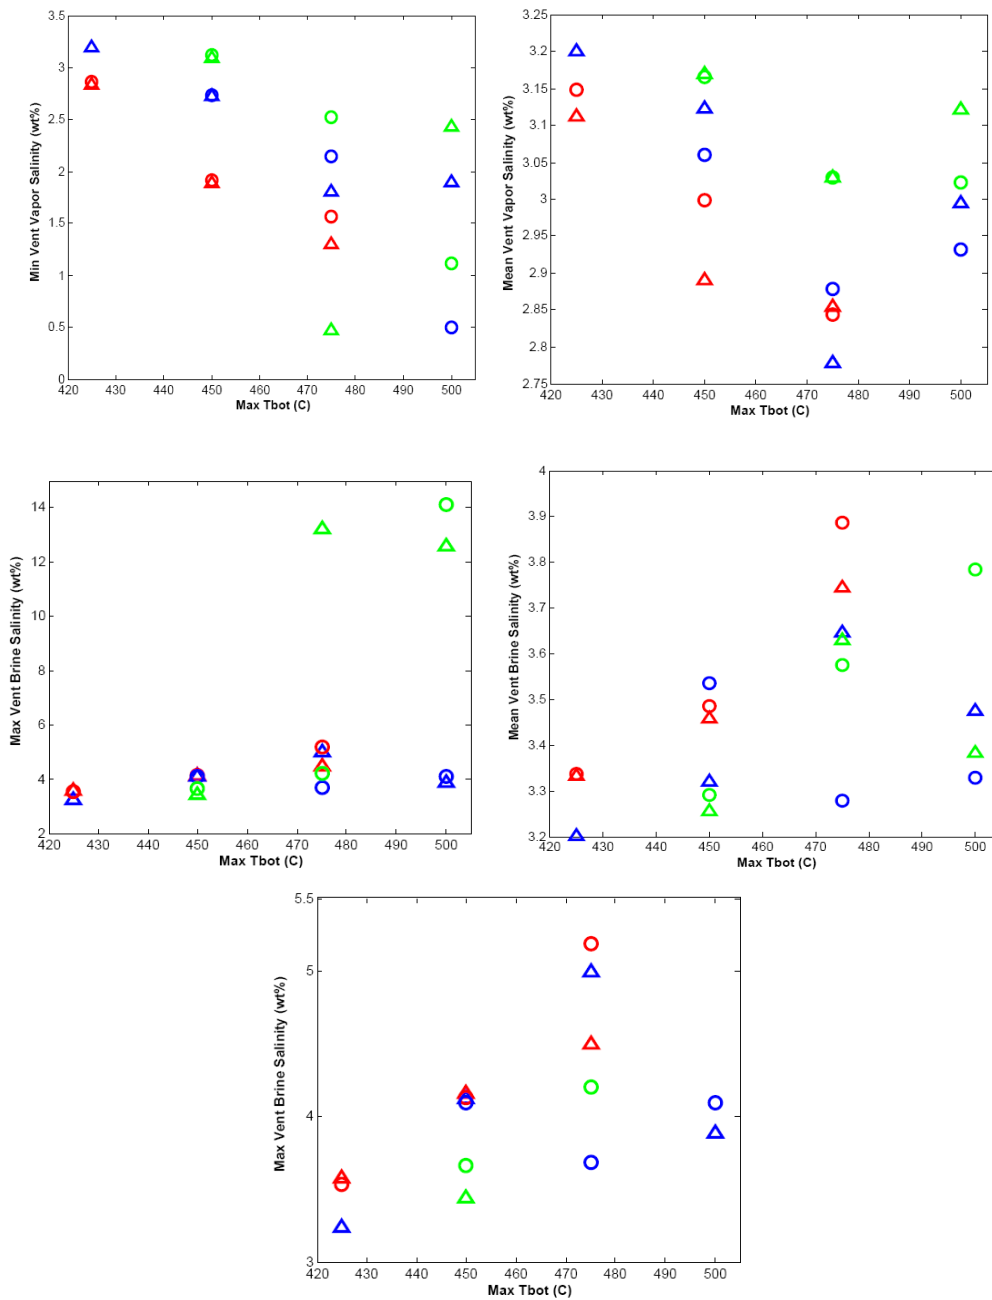 Min Vent Vapor Salinity (wt%)
3.5
3
2.5
2
1.5
1
0.5
0
420 430 440 450 460 470 480 490 500
Max Tbot (C)
Mean Vent Vapor Salinity (wt%)
3.25
3.2
3.15
3.1
3.05
3
2.95
2.9
2.85
2.8
2.75
420 430 440 450 460 470 480 490 500
Max Tbot (C)
Max Vent Brine Salinity (wt%)
14
12
10
8
6
4
2
420 430 440 450 460 470 480 490 500
Max Tbot (C)
Mean Vent Brine Salinity (wt%)
4
3.9
3.8
3.7
3.6
3.5
3.4
3.3
3.2
420 430 440 450 460 470 480 490 500
Max Tbot (C)
Max Vent Brine Salinity (wt%)
5.5
5
4
3
420 430 440 450 460 470 480 490 500
Max Tbot (C)